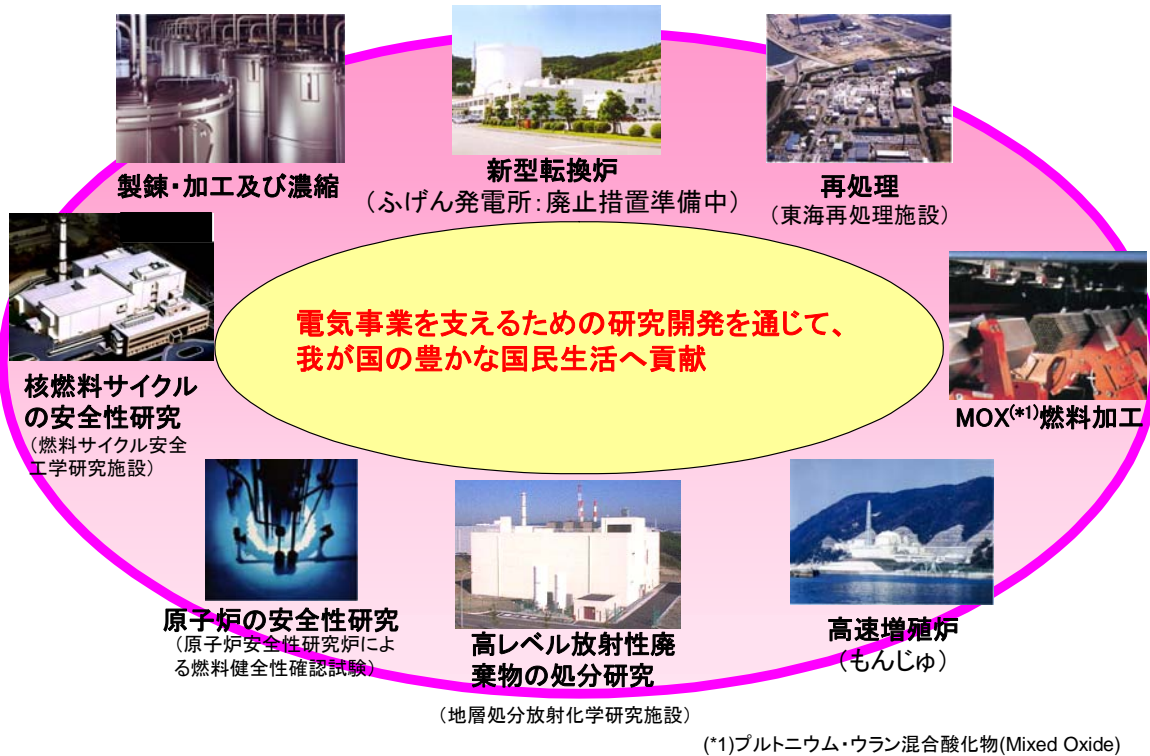 製錬・加工及び濃縮
新型転換炉
（ふげん発電所：廃止措置準備中）
再処理
（東海再処理施設）
電気事業を支えるための研究開発を通じて、
我が国の豊かな国民生活へ貢献
核燃料サイクル
の安全性研究
（燃料サイクル安全
工学研究施設）
MOX(*1)燃料加工
原子炉の安全性研究
（原子炉安全性研究炉によ
る燃料健全性確認試験）
高レベル放射性廃
棄物の処分研究
（地層処分放射化学研究施設）
高速増殖炉
（もんじゅ）
(*1)プルトニウム・ウラン混合酸化物(Mixed Oxide)